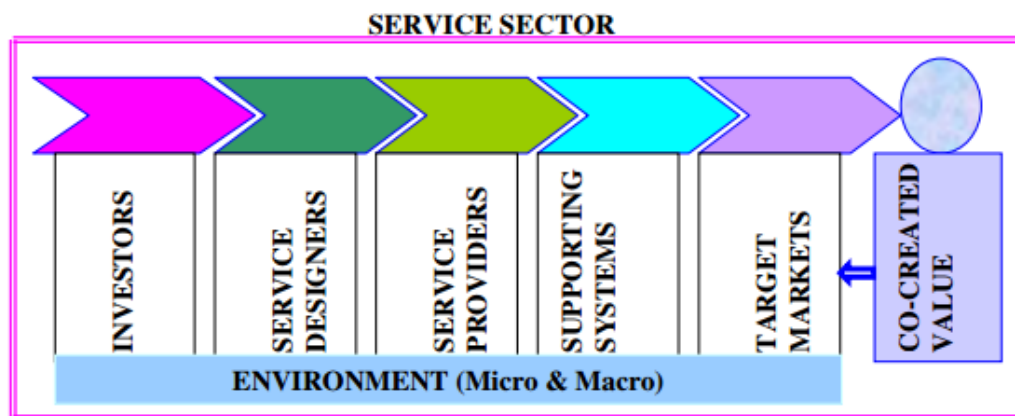 SERVICE SECTOR
INVESTORS
SERVICE
DESIGNERS
SERVICE
PROVIDERS
SUPPORTING
SYSTEMS
TARGET
MARKETS
CO-CREATED
VALUE
ENVIRONMENT (Micro & Macro)